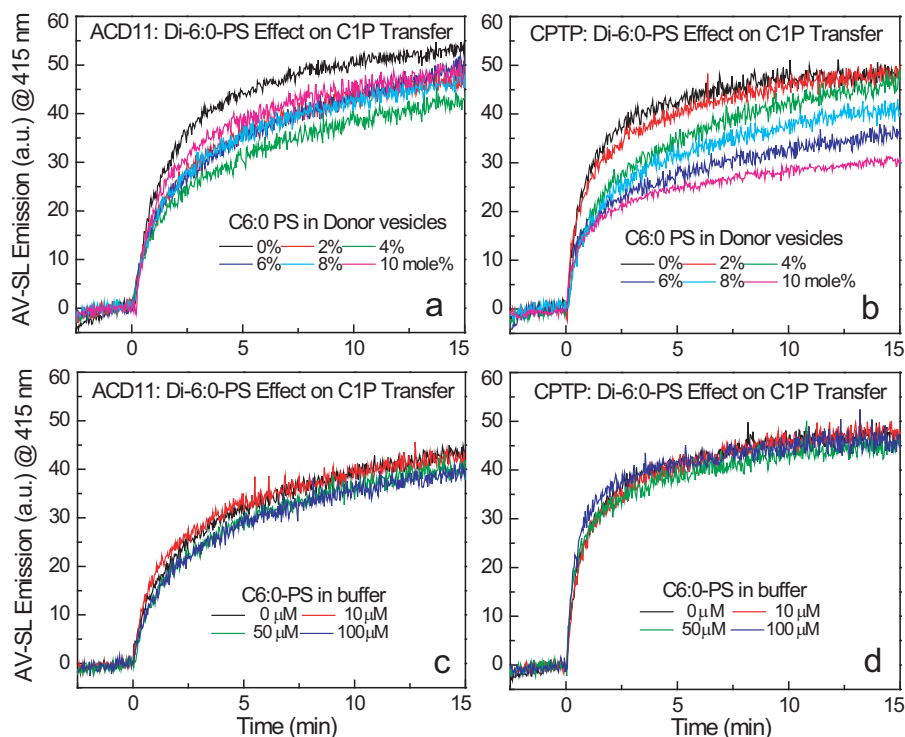 ACD11: Di-6:0-PS Effect on C1P Transfer
CPTP: Di-6:0-PS Effect on C1P Transfer
AV-SL Emission (a.u.) @ 415 nm
60
50
40
30
20
10
0
C6:0 PS in Donor vesicles
0% 2% 4%
6% 8% 10 mole%
a
0 5 10 15
60
50
40
30
20
10
0
C6:0 PS in Donor vesicles
0% 2% 4%
6% 8% 10 mole%
b
0 5 10 15
ACD11: Di-6:0-PS Effect on C1P Transfer
CPTP: Di-6:0-PS Effect on C1P Transfer
AV-SL Emission (a.u.) @ 415 nm
60
50
40
30
20
10
0
C6:0-PS in buffer
0 μM 10 μM
50 μM 100μM
c
0 5 10 15
Time (min)
60
50
40
30
20
10
0
C6:0-PS in buffer
0 μM 10 μM
50μM 100μM
d
0 5 10 15
Time (min)